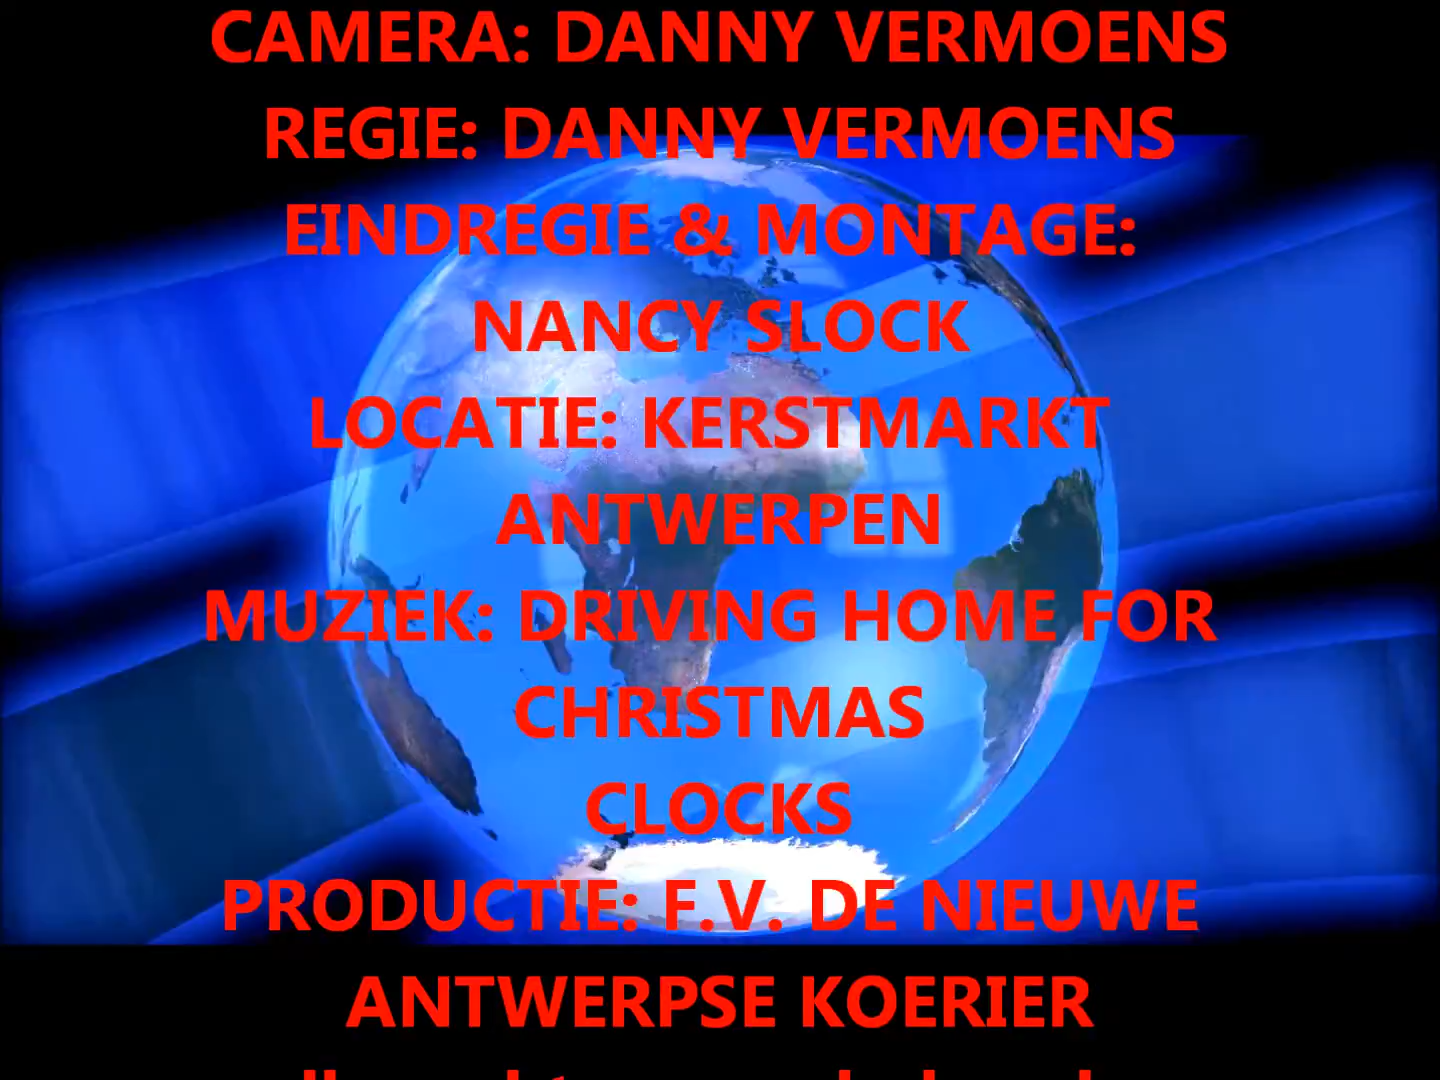 CAMERA: DANNY VERMOENS
REGIE: DANNY VERMOENS
EINDREGIE & MONTAGE:
NANCY SLOCK
LOCATIE: KERSTMARKT
ANTWERPEN
MUZIEK: DRIVING HOME FOR
CHRISTMAS
CLOCKS
PRODUCTIE: F.V. DE NIEUWE
ANTWERPSE KOERIER